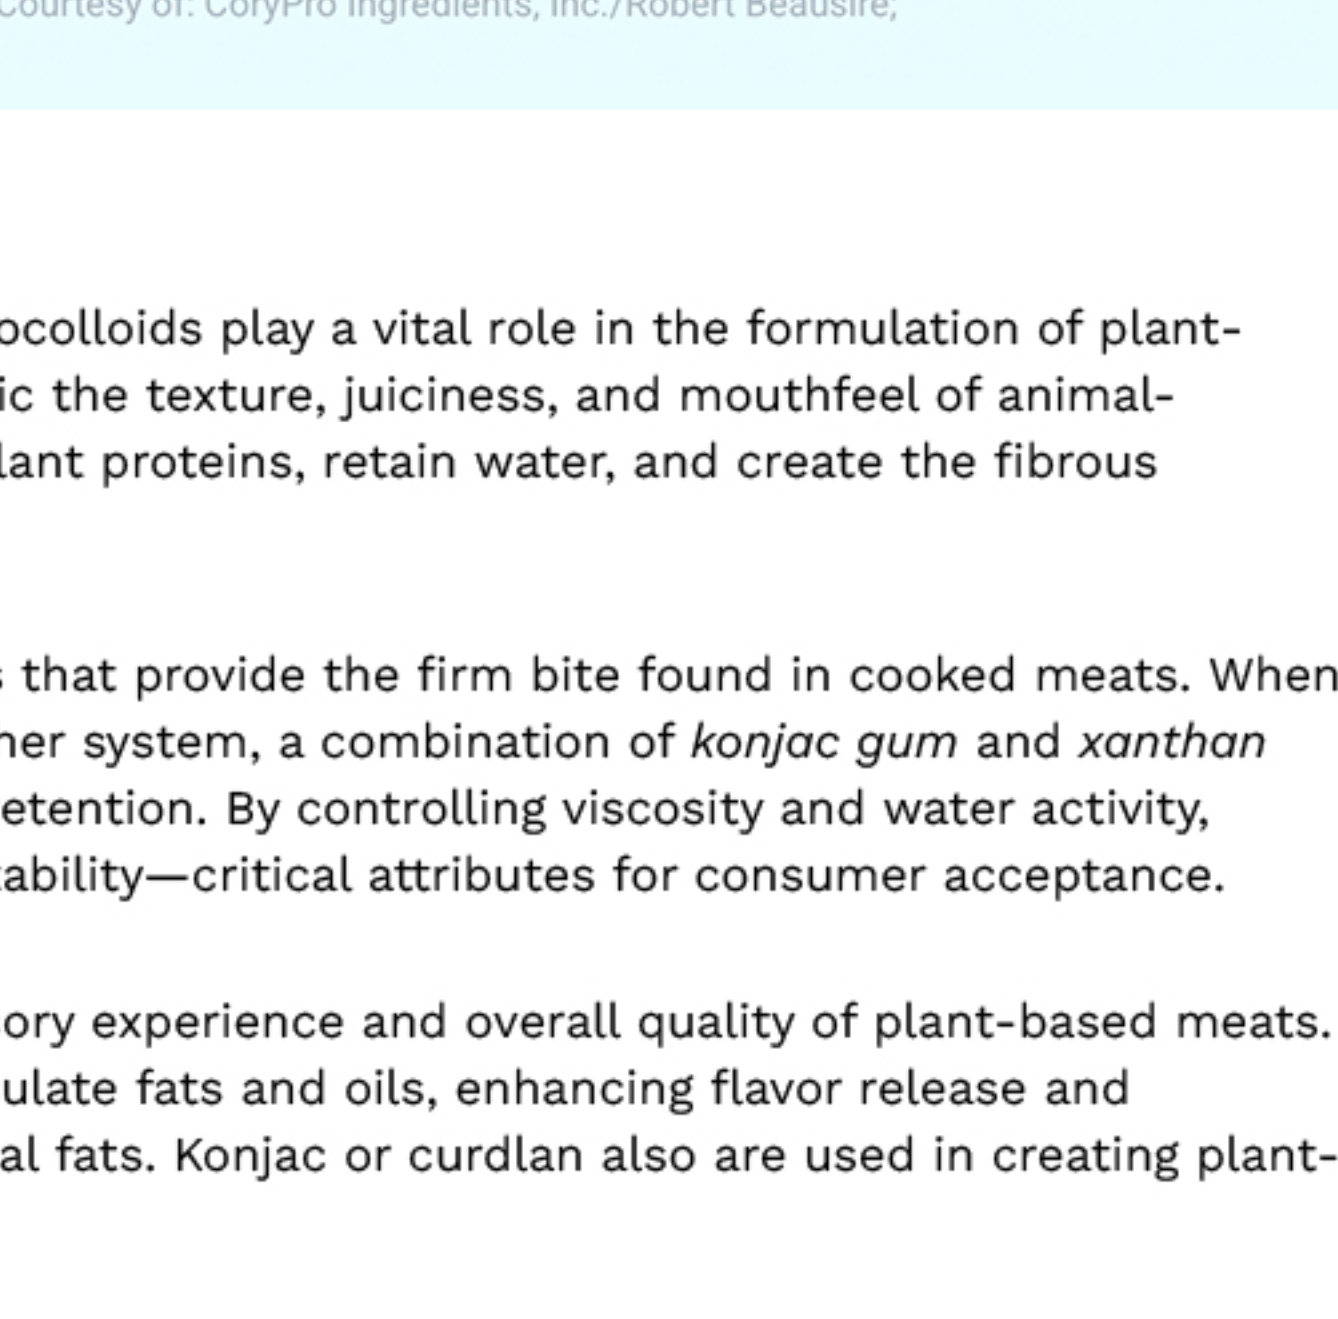 Courtesy of: CoryPro Ingredients, Inc./Robert Beausire;
ocolloids play a vital role in the formulation of plant-
ic the texture, juiciness, and mouthfeel of animal-
lant proteins, retain water, and create the fibrous
s that provide the firm bite found in cooked meats. When
her system, a combination of konjac gum and xanthan
etention. By controlling viscosity and water activity,
tability—critical attributes for consumer acceptance.
ory experience and overall quality of plant-based meats.
ulate fats and oils, enhancing flavor release and
al fats. Konjac or curdlan also are used in creating plant-